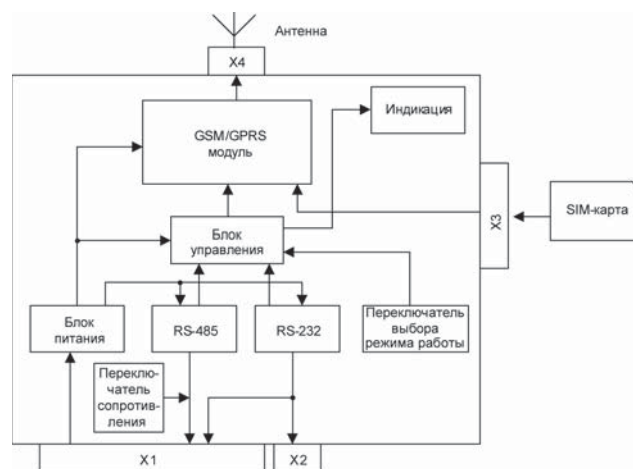 Антенна
X4
GSM/GPRS
модуль
Индикация
X3
SIM-карта
Блок
управления
Блок
питания
RS-485
RS-232
Переключатель
выбора
режима работы
Переклю-
чатель
сопротив-
ления
X1
X2